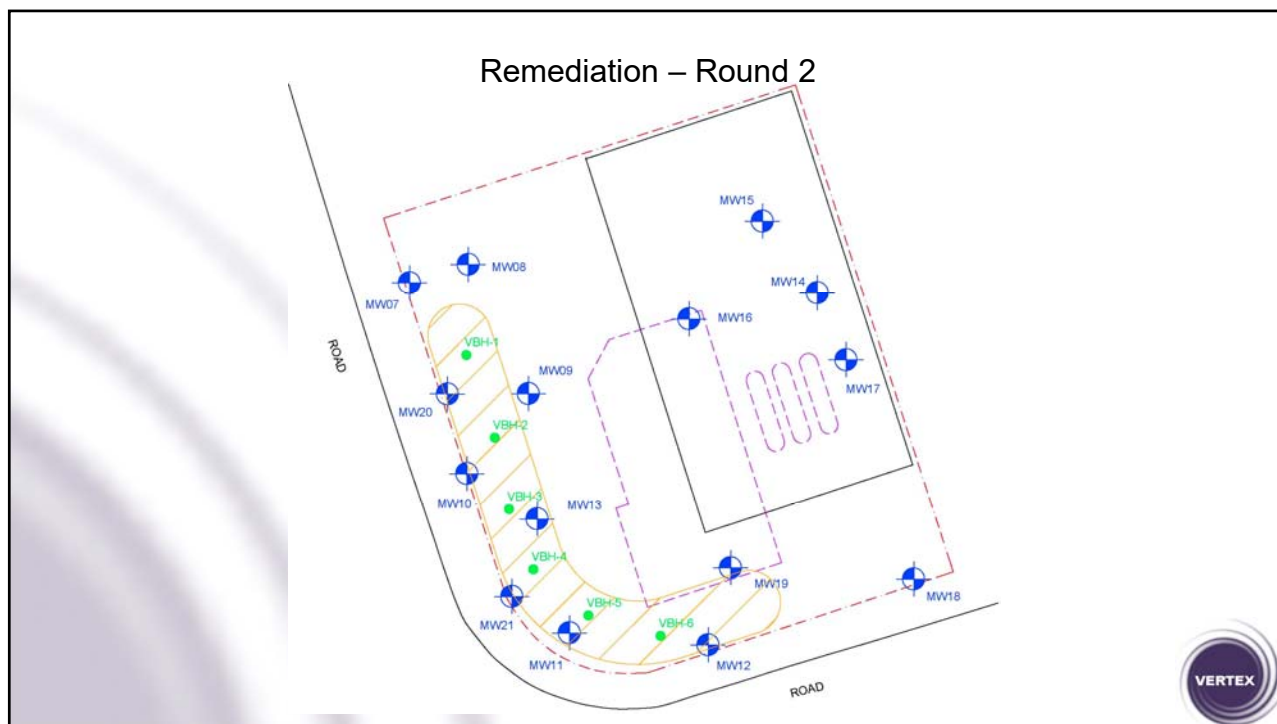 Remediation – Round 2
MW15
MW08
MW14
MW07
MW16
ROAD
VBH-1
MW17
MW09
MW20
VBH-2
MW10
VBH-3
MW13
VBH-4
MW19
MW18
MW21
VBH-5
VBH-6
MW11
MW12
ROAD
VERTEX